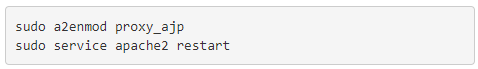 sudo a2enmod proxy_ajp
sudo service apache2 restart